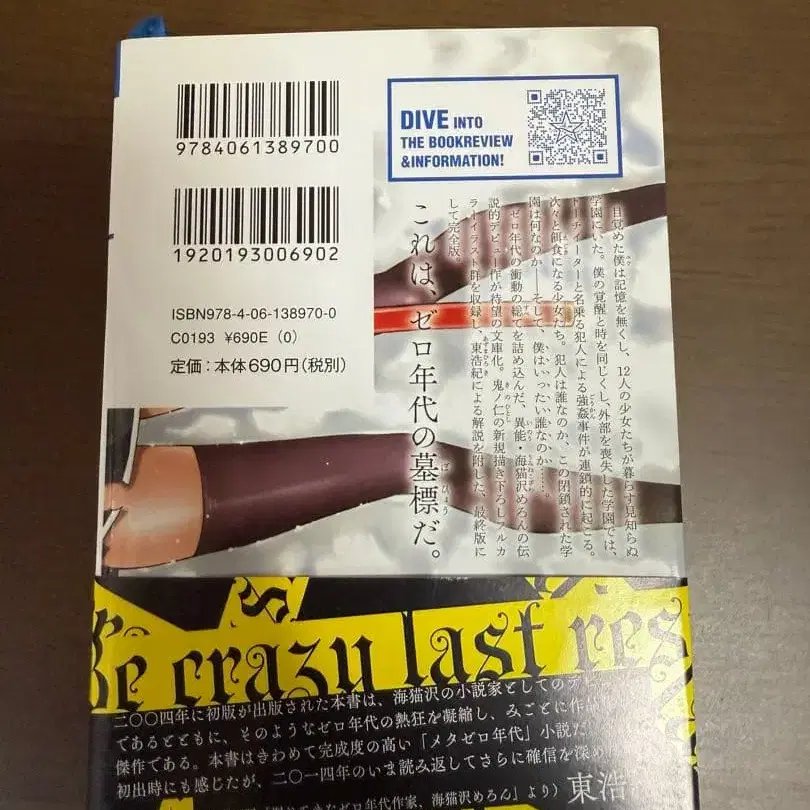 9784061389700
1920193006902
ISBN978-4-06-138970-0
C0193 ¥690E (0)
定価:本体690円(税別)
DIVE INTO
THE BOOKREVIEW
&INFORMATION!
目覚めた僕は記憶を無くし、12人の少女たちが暮らす見知らぬ
学園にいた。僕の覚醒と時を同じくし、外部を喪失した学園では、
ドー・チイーターと名乗る犯人による強姦事件が連鎖的に起こる。
次々と餌食になる少女たち。犯人は誰なのか、この閉鎖された学
園は何なのか――そして、僕はいったい誰なのか……。
ゼロ年代の衝動の総てを詰め込んだ、異能・海猫沢めろんの伝
説的デビュー作が待望の文庫化。鬼ノ仁の新規描き下ろしフルカ
ライラスト群を収録し、東浩紀による解説を附した、最終版に
して完全版。
これは、ゼロ年代の墓標だ。
Be crazy last res
二〇〇四年に初版が出版された本書は、海猫沢の小説家としてのデ
であるとともに、そのようなゼロ年代の熱狂を凝縮し、みごとに作品
傑作である。本書はきわめて完成度の高い「メタゼロ年代」小説だ
初出時にも感じたが、二〇一四年のいま読み返してさらに確信を深め
ゼロ年代作家、海猫沢めろん」より) 東浩